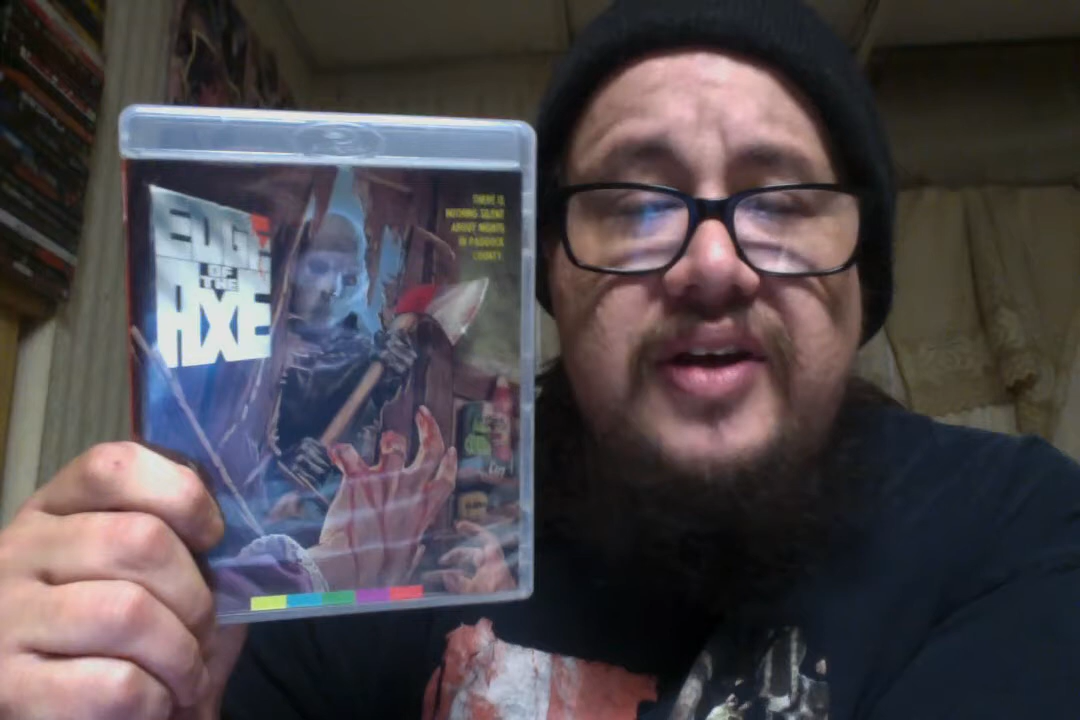 EDGE
OF
THE
AXE
THERE IS
NOTHING SILENT
ABOUT NIGHTS
IN PADDOCK
COUNTY